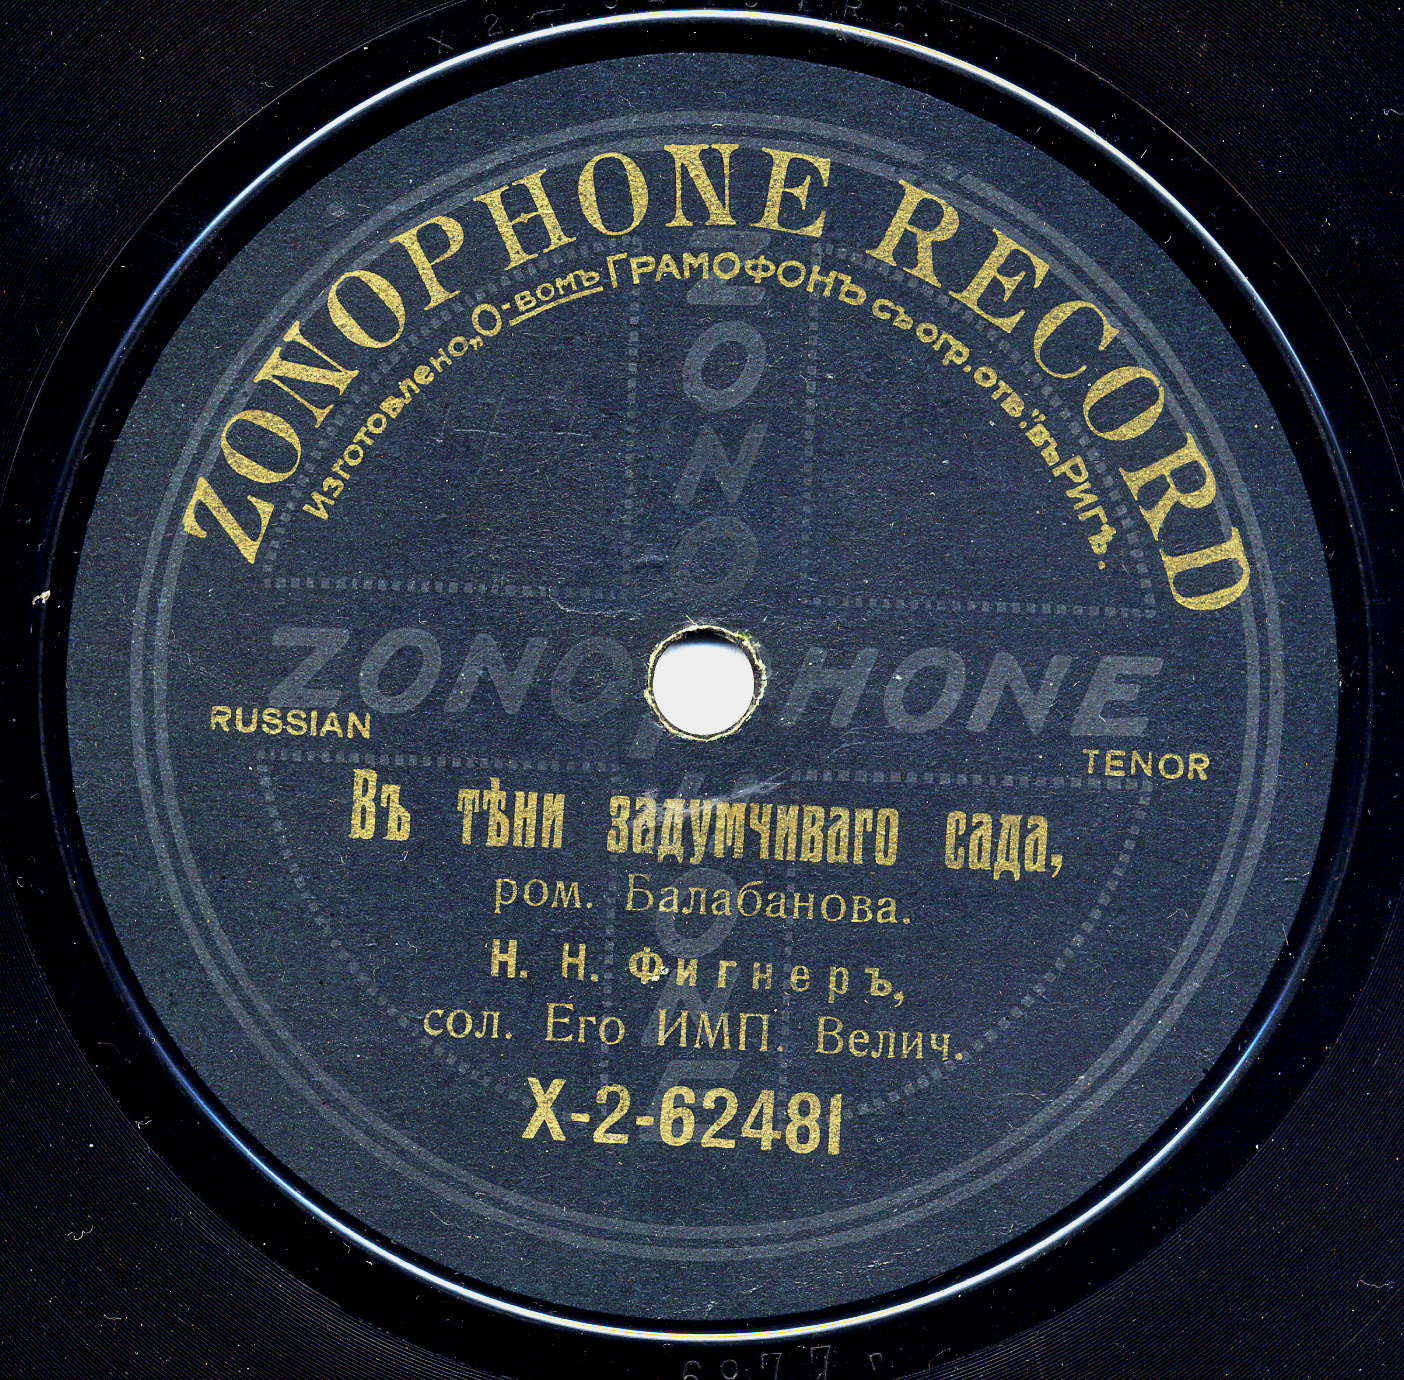 ZONOPHONE RECORD
Изготовлено „О-вомъ Грамофонъ съ огр. отв.” въ Ригѣ.
ZONOPHONE
ZONOPHONE
RUSSIAN
TENOR
Въ тѣни задумчиваго сада,
ром. Балабанова.
Н. Н. Фигнеръ,
сол. Его ИМП. Велич.
X-2-62481
6977 r